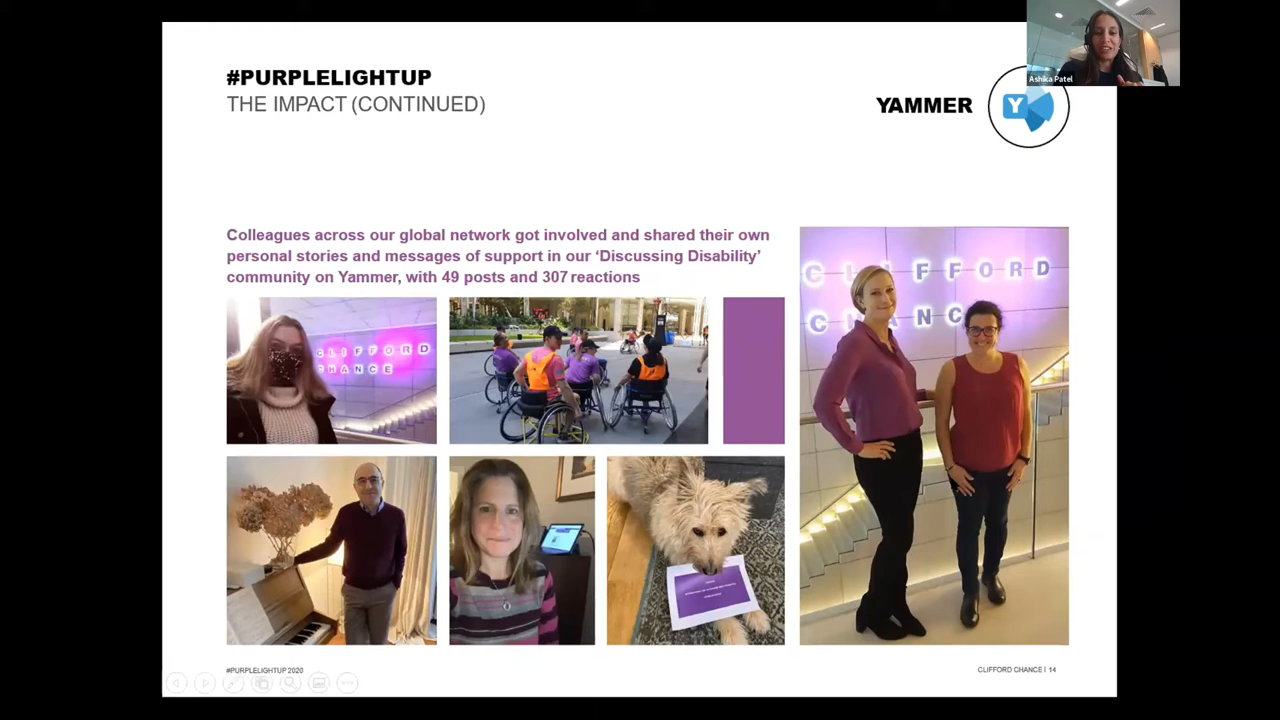 #PURPLELIGHTUP
THE IMPACT (CONTINUED)
YAMMER
Y
Ashika Patel
Colleagues across our global network got involved and shared their own
personal stories and messages of support in our ‘Discussing Disability’
community on Yammer, with 49 posts and 307 reactions
CLIFFORD
CHANCE
C L FFORD
CHANC
#PURPLELIGHTUP 2020
CLIFFORD CHANCE | 14